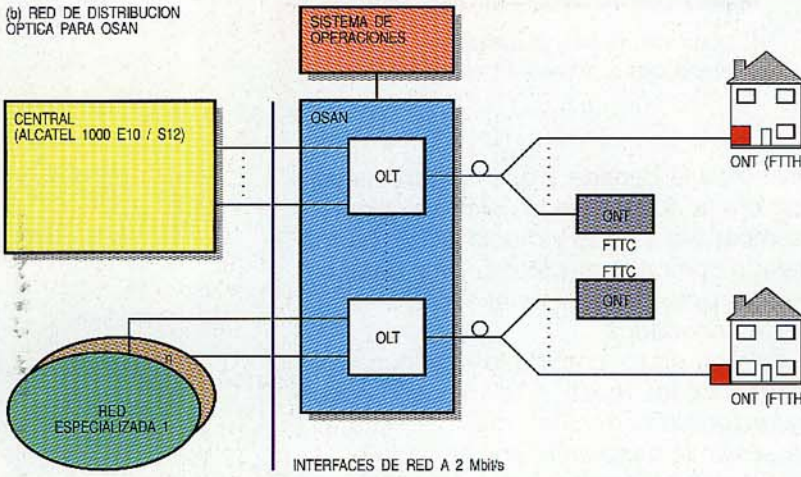 (b) RED DE DISTRIBUCION
OPTICA PARA OSAN
SISTEMA DE
OPERACIONES
CENTRAL
(ALCATEL 1000 E10 / S12)
OSAN
OLT
ONT (FTTH)
ONT
FTTC
FTTC
ONT
OLT
n
RED
ESPECIALIZADA 1
ONT (FTTH)
INTERFACES DE RED A 2 Mbit/s